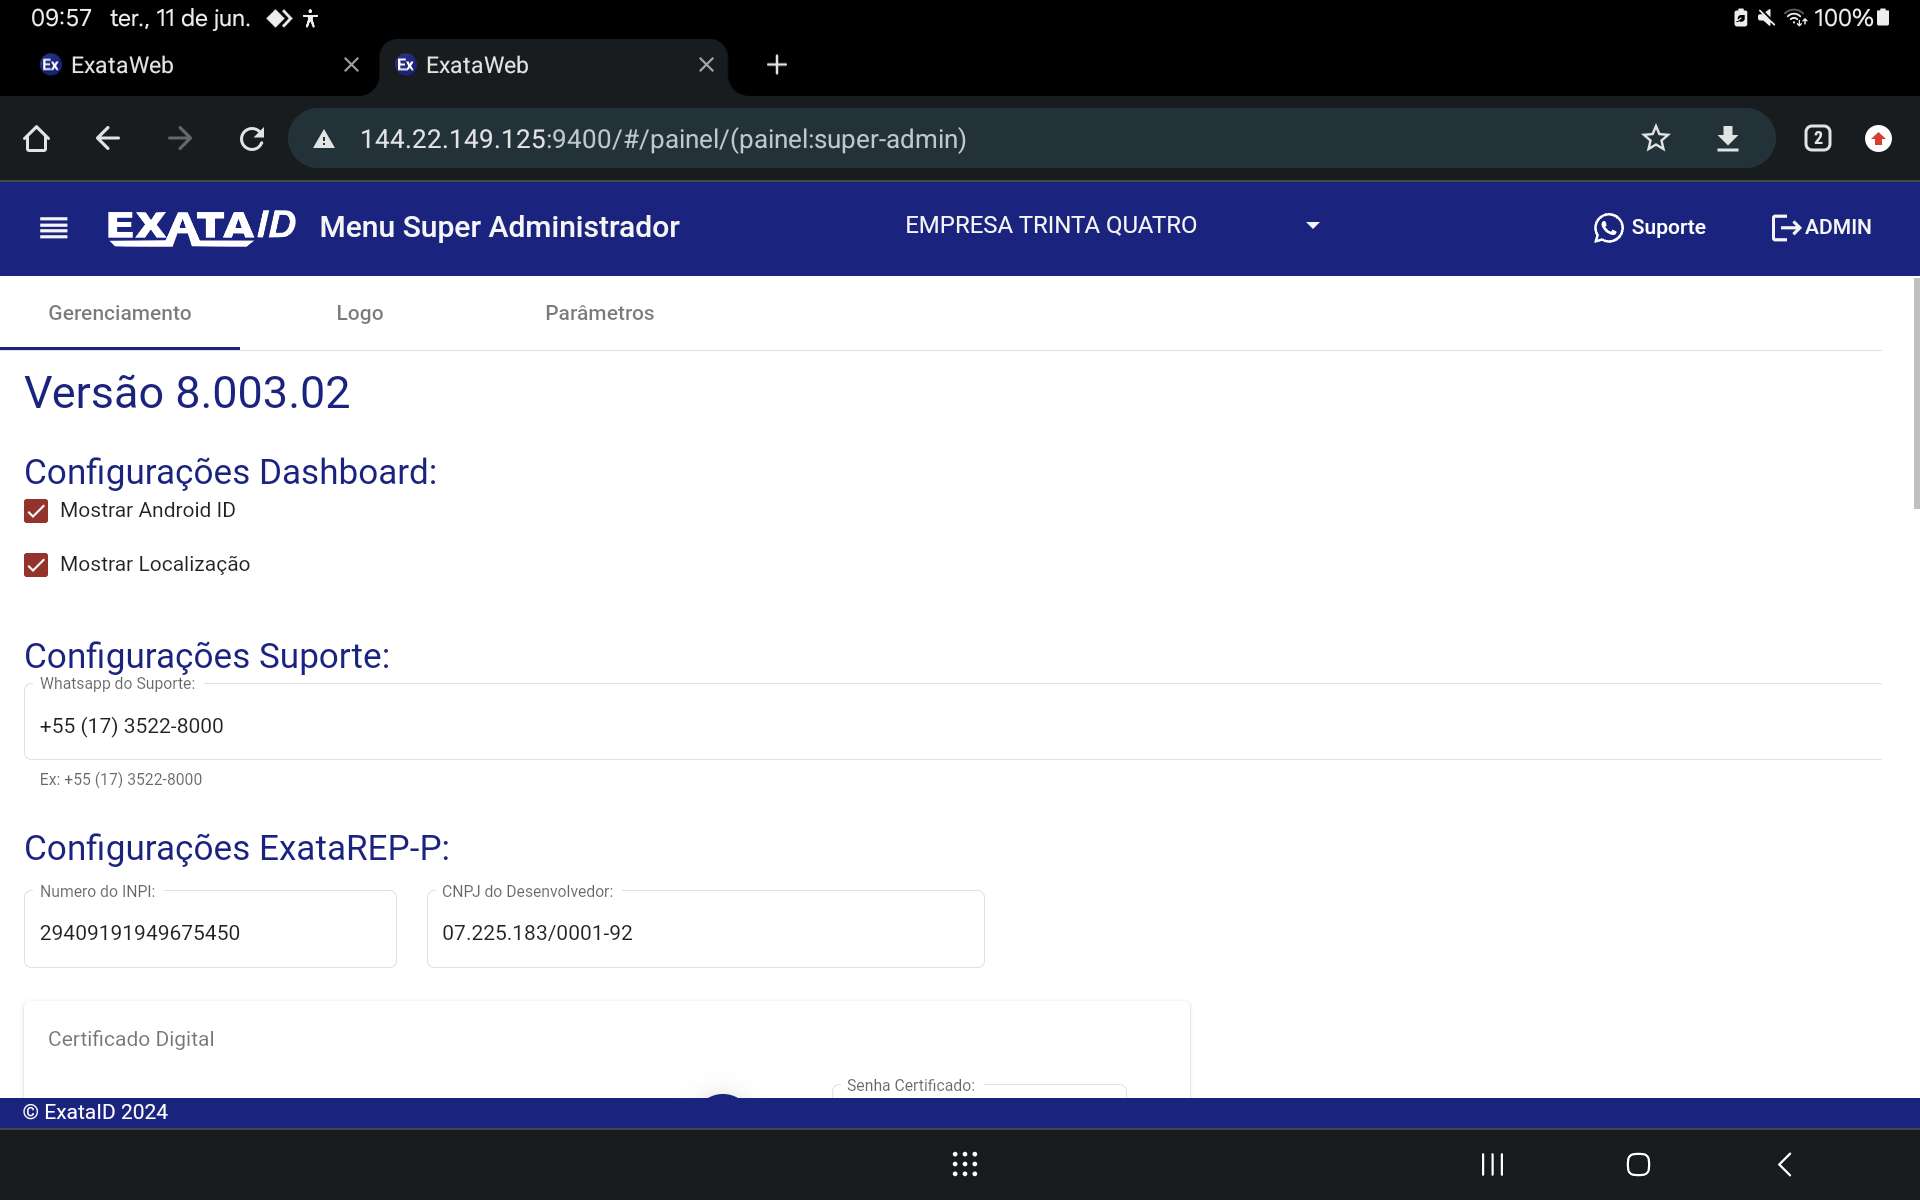 09:57 ter., 11 de jun. 100%
Ex ExataWeb Ex ExataWeb
144.22.149.125:9400/#/painel/(painel:super-admin) 2
EXATAID Menu Super Administrador EMPRESA TRINTA QUATRO Suporte ADMIN
Gerenciamento Logo Parâmetros
Versão 8.003.02
Configurações Dashboard:
Mostrar Android ID
Mostrar Localização
Configurações Suporte:
Whatsapp do Suporte:
+55 (17) 3522-8000
Ex: +55 (17) 3522-8000
Configurações ExataREP-P:
Numero do INPI: CNPJ do Desenvolvedor:
29409191949675450 07.225.183/0001-92
Certificado Digital
Senha Certificado:
© ExataID 2024